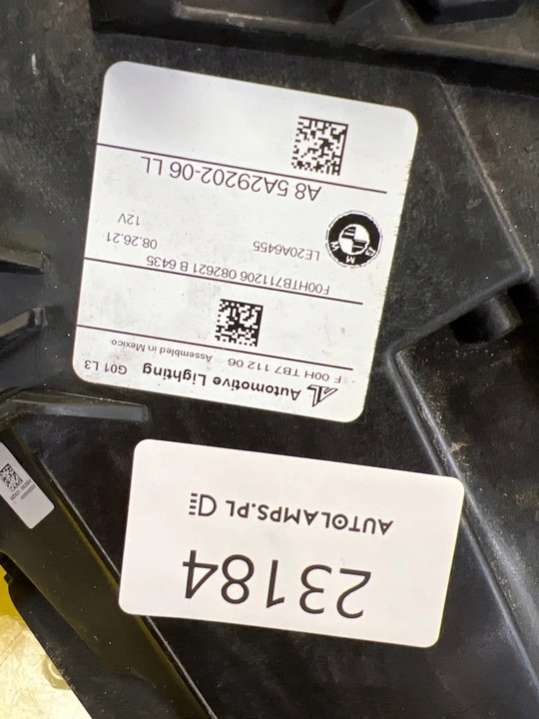 23184
AUTOLAMPS.PL
Automotive Lighting G01 L3
F 00H TB7 112 06 Assembled in Mexico
F00HTB711206 082621 B 6435
LE20A6455 08.26.21 12V
BMW
A8 5A29202-06 LL